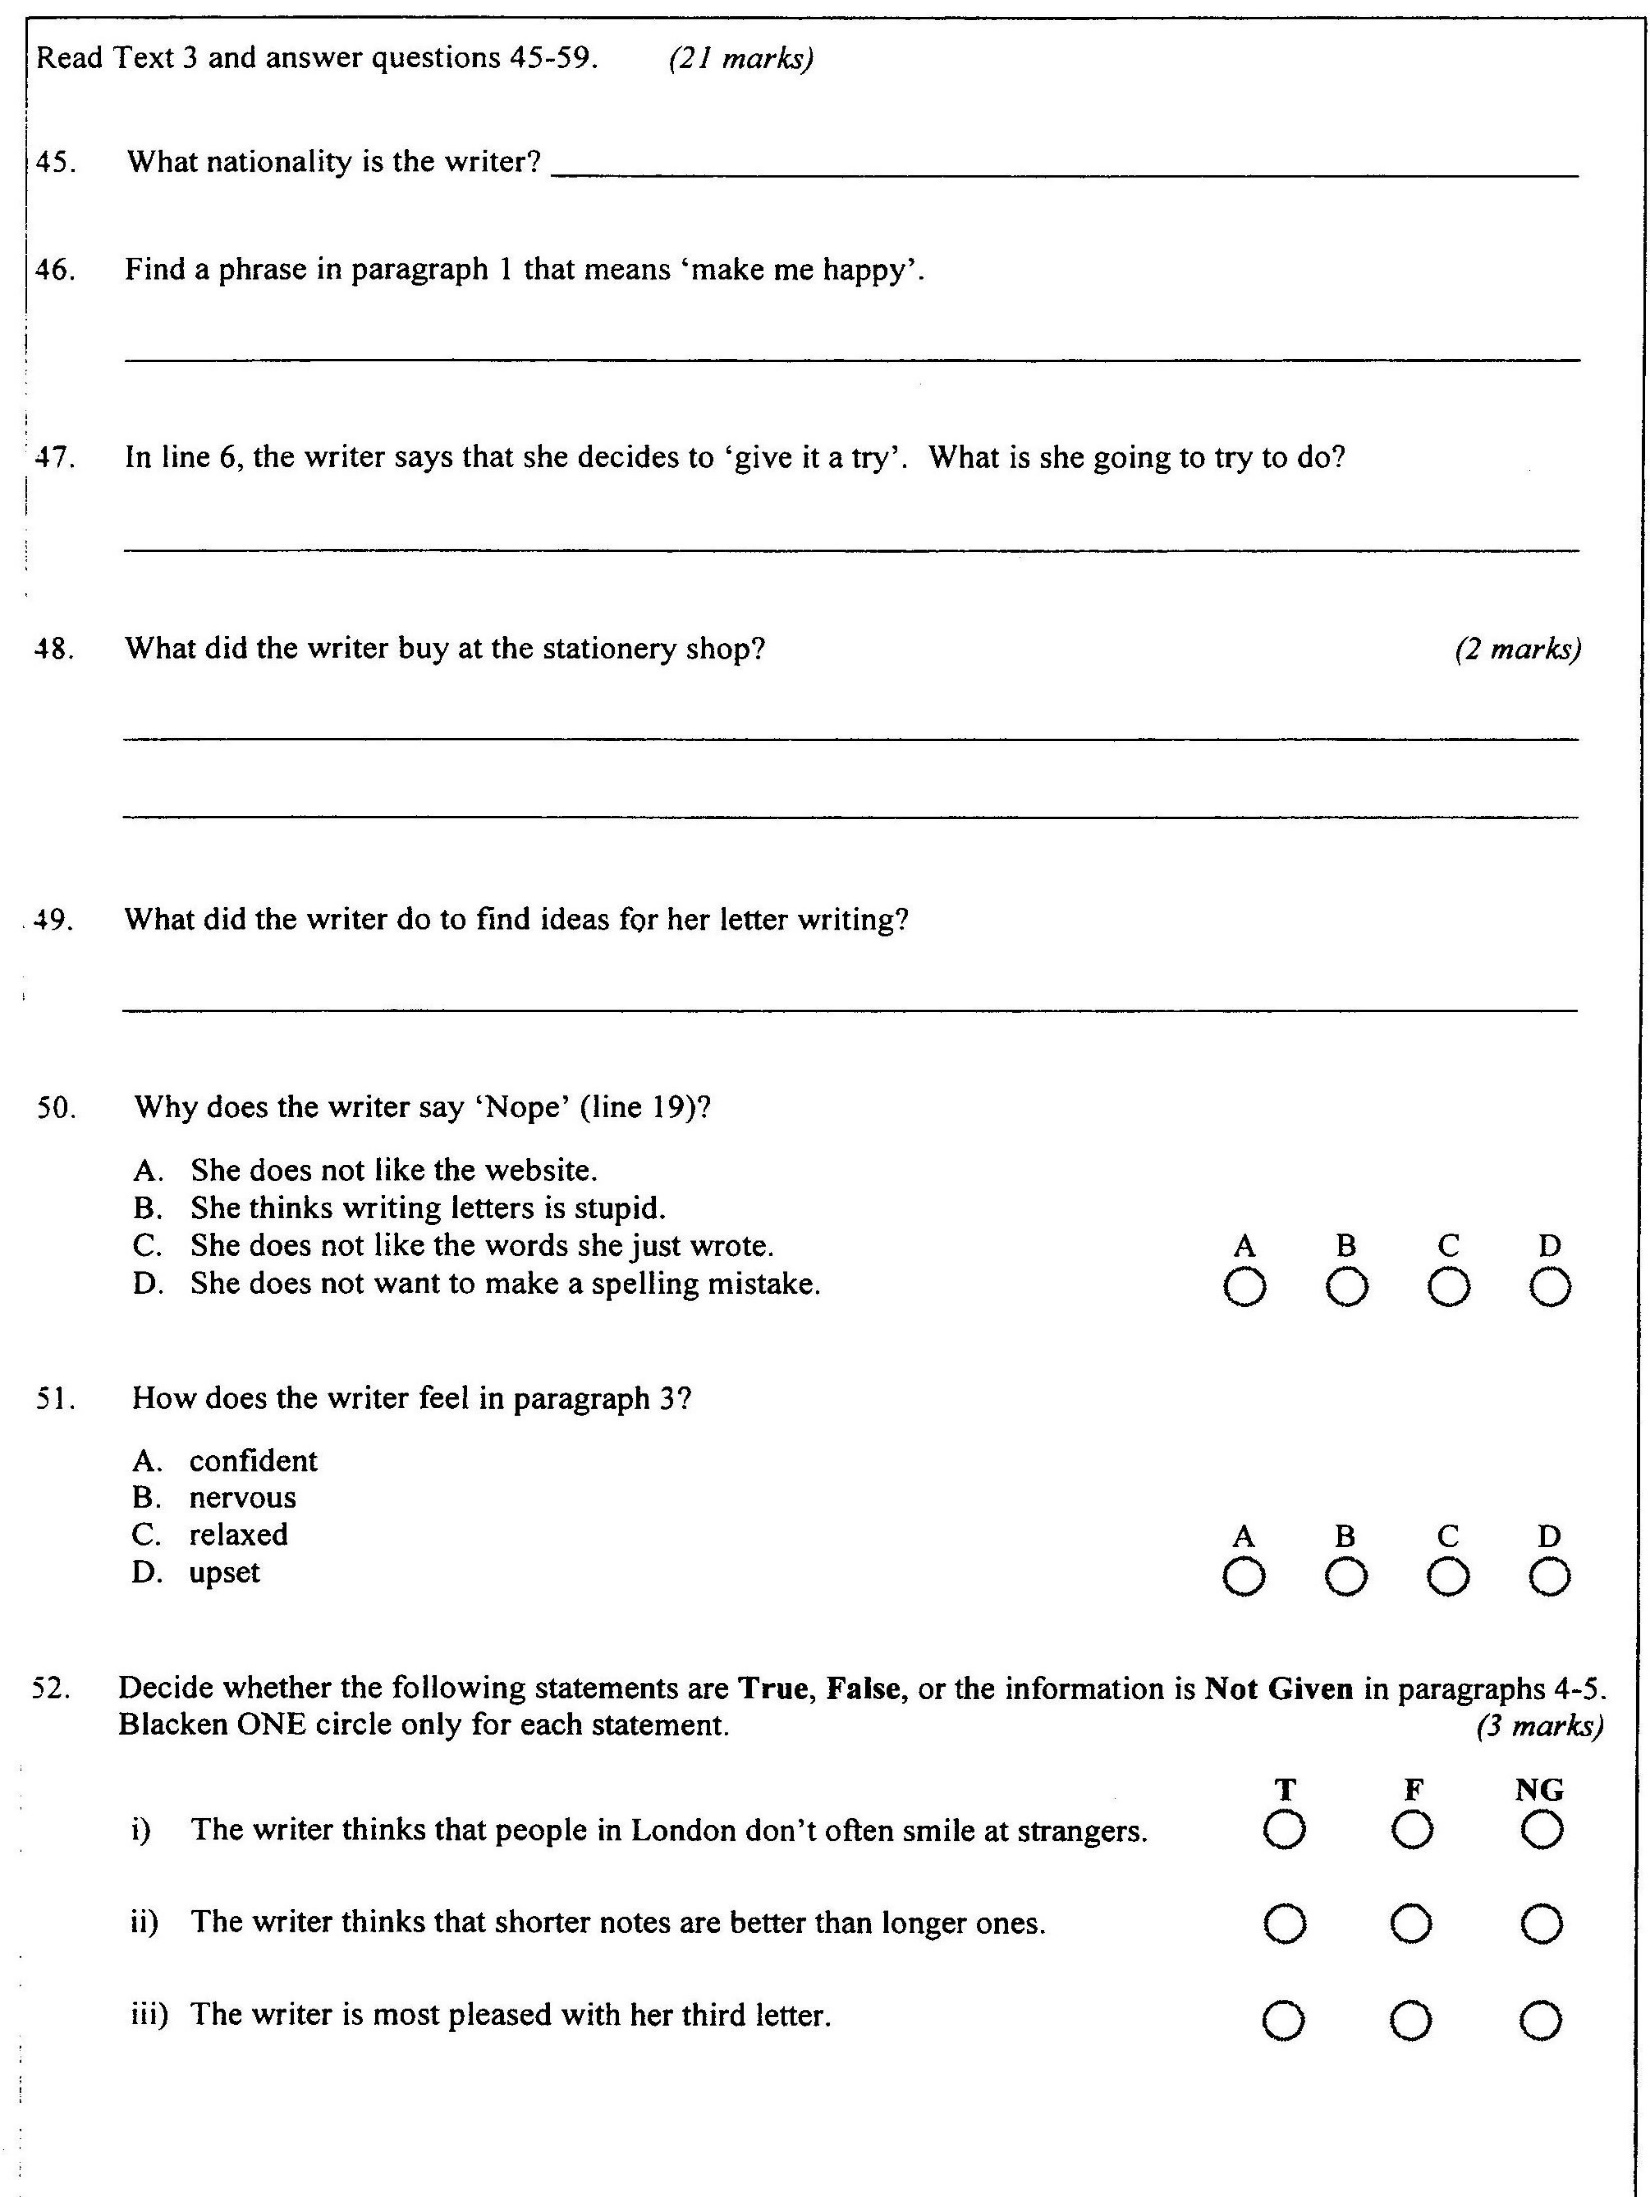 Read Text 3 and answer questions 45-59. (21 marks)
45. What nationality is the writer?
46. Find a phrase in paragraph 1 that means ‘make me happy’.
47. In line 6, the writer says that she decides to ‘give it a try’. What is she going to try to do?
48. What did the writer buy at the stationery shop? (2 marks)
49. What did the writer do to find ideas for her letter writing?
50. Why does the writer say ‘Nope’ (line 19)?
A. She does not like the website.
B. She thinks writing letters is stupid.
C. She does not like the words she just wrote. A B C D
D. She does not want to make a spelling mistake.
51. How does the writer feel in paragraph 3?
A. confident
B. nervous
C. relaxed A B C D
D. upset
52. Decide whether the following statements are True, False, or the information is Not Given in paragraphs 4-5.
Blacken ONE circle only for each statement. (3 marks)
T F NG
i) The writer thinks that people in London don’t often smile at strangers.
ii) The writer thinks that shorter notes are better than longer ones.
iii) The writer is most pleased with her third letter.